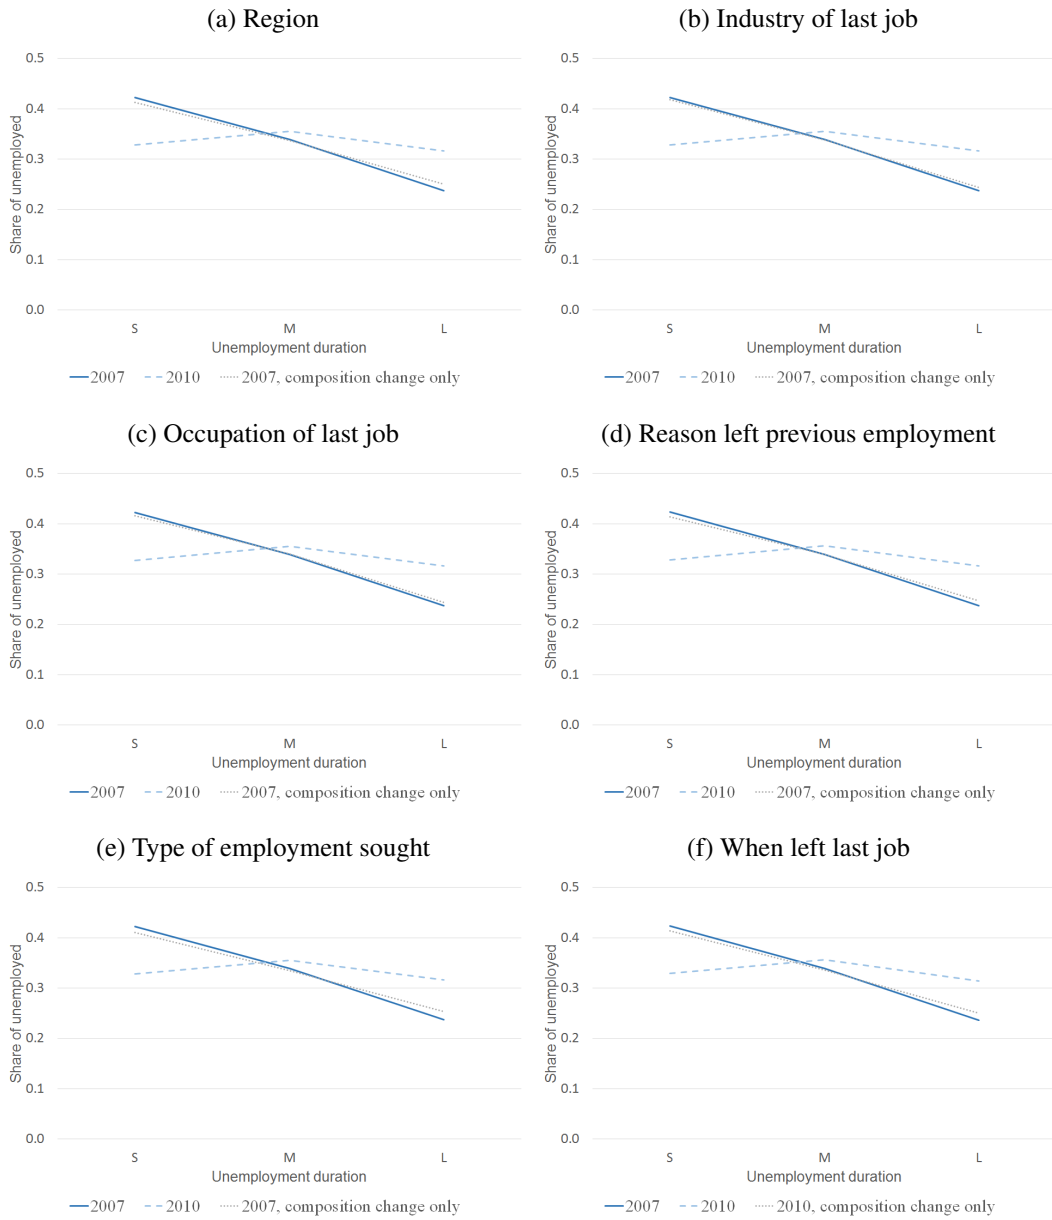 (a) Region
0.5
0.4
0.3
0.2
0.1
0.0
Share of unemployed
S M L
Unemployment duration
2007 2010 2007, composition change only
(b) Industry of last job
0.5
0.4
0.3
0.2
0.1
0.0
Share of unemployed
S M L
Unemployment duration
2007 2010 2007, composition change only
(c) Occupation of last job
0.5
0.4
0.3
0.2
0.1
0.0
Share of unemployed
S M L
Unemployment duration
2007 2010 2007, composition change only
(d) Reason left previous employment
0.5
0.4
0.3
0.2
0.1
0.0
Share of unemployed
S M L
Unemployment duration
2007 2010 2007, composition change only
(e) Type of employment sought
0.5
0.4
0.3
0.2
0.1
0.0
Share of unemployed
S M L
Unemployment duration
2007 2010 2007, composition change only
(f) When left last job
0.5
0.4
0.3
0.2
0.1
0.0
Share of unemployed
S M L
Unemployment duration
2007 2010 2010, composition change only